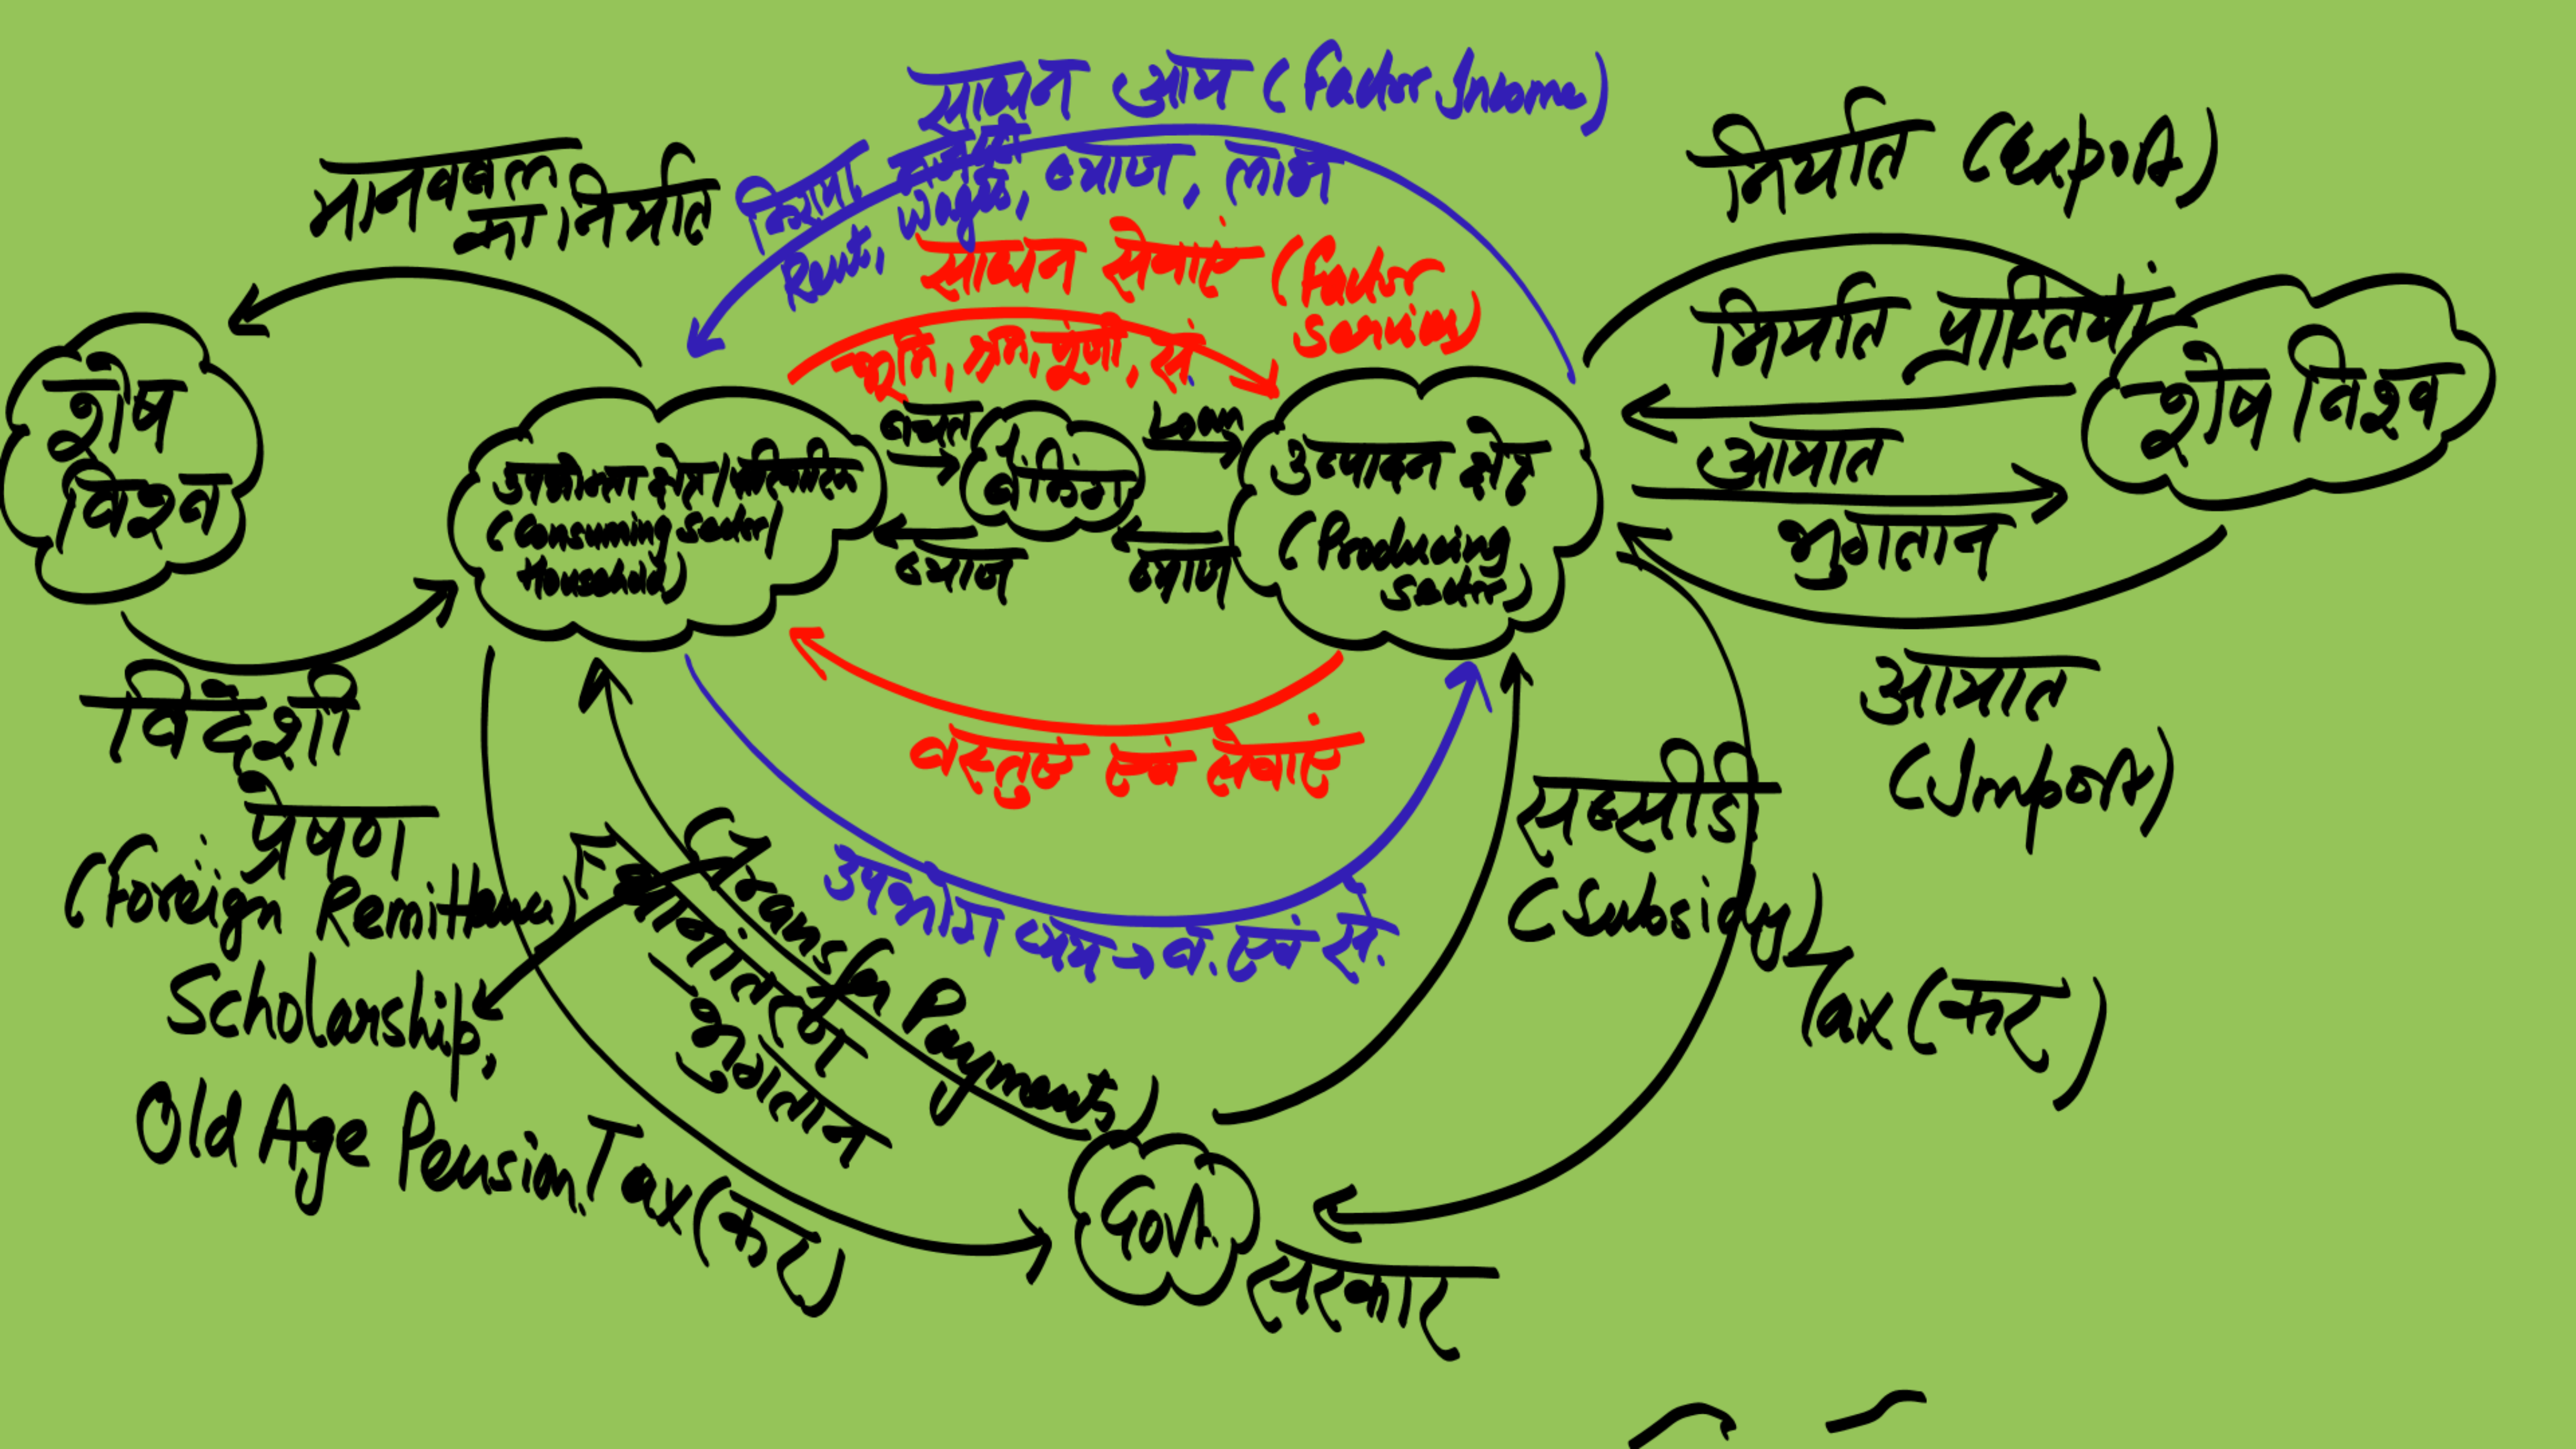 साधन आय (Factor Income)
किराया मजदूरी
Rent, Wages, ब्याज, लाभ
साधन सेवाएं (Factor
Services)
भूमि, श्रम, पूंजी, सं.
मानवबल
का निर्यात
निर्यात (Export)
निर्यात प्राप्तियां
शेष
विश्व
उपभोक्ता क्षेत्र/परिवारिक
(Consuming sector/
Household)
बचत
बैंकिंग
Loan
ब्याज
ब्याज
उत्पादन क्षेत्र
(Producing
Sector)
शेष विश्व
आयात
भुगतान
आयात
(Import)
विदेशी
प्रेषण
(Foreign Remittance)
Scholarship,
Old Age Pension.
वस्तुएं एवं सेवाएं
उपभोग व्यय → व. एवं से.
(Transfer Payments)
स्थानांतरण
भुगतान
सब्सीडी
(Subsidy)
Tax (कर)
Tax (कर)
Govt.
सरकार